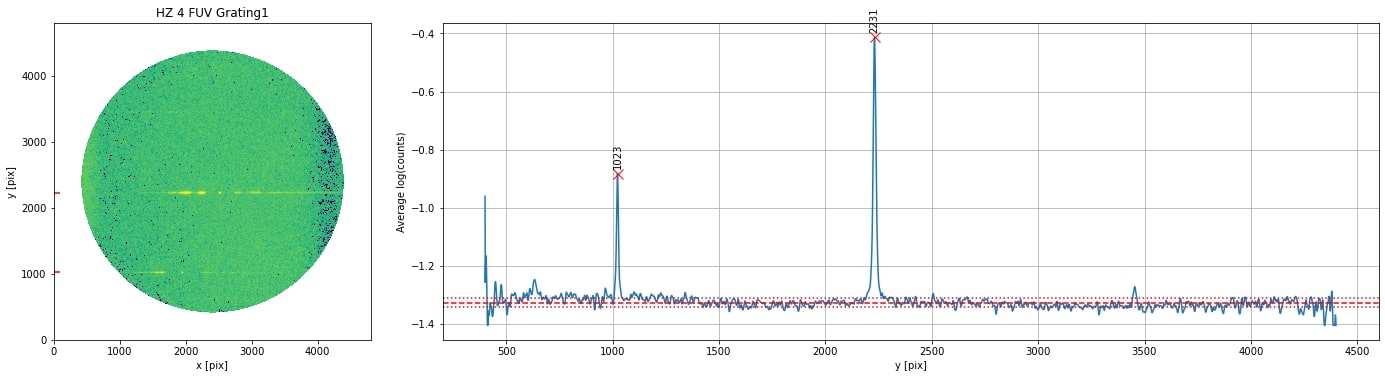 HZ 4 FUV Grating1
y [pix]
4000
3000
2000
1000
0
0 1000 2000 3000 4000
x [pix]
Average log(counts)
−0.4
−0.6
−0.8
−1.0
−1.2
−1.4
1023
2231
500 1000 1500 2000 2500 3000 3500 4000 4500
y [pix]